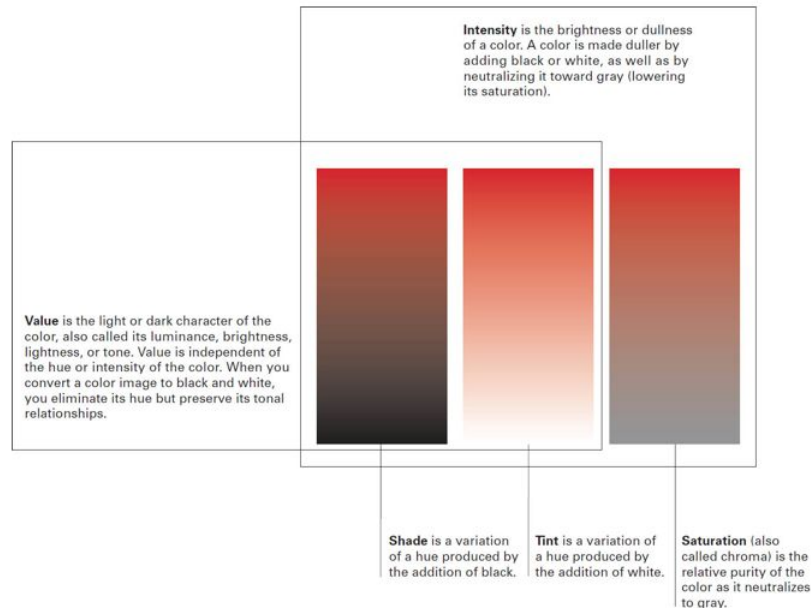 Intensity is the brightness or dullness
of a color. A color is made duller by
adding black or white, as well as by
neutralizing it toward gray (lowering
its saturation).
Value is the light or dark character of the
color, also called its luminance, brightness,
lightness, or tone. Value is independent of
the hue or intensity of the color. When you
convert a color image to black and white,
you eliminate its hue but preserve its tonal
relationships.
Shade is a variation
of a hue produced by
the addition of black.
Tint is a variation of
a hue produced by
the addition of white.
Saturation (also
called chroma) is the
relative purity of the
color as it neutralizes
to gray.